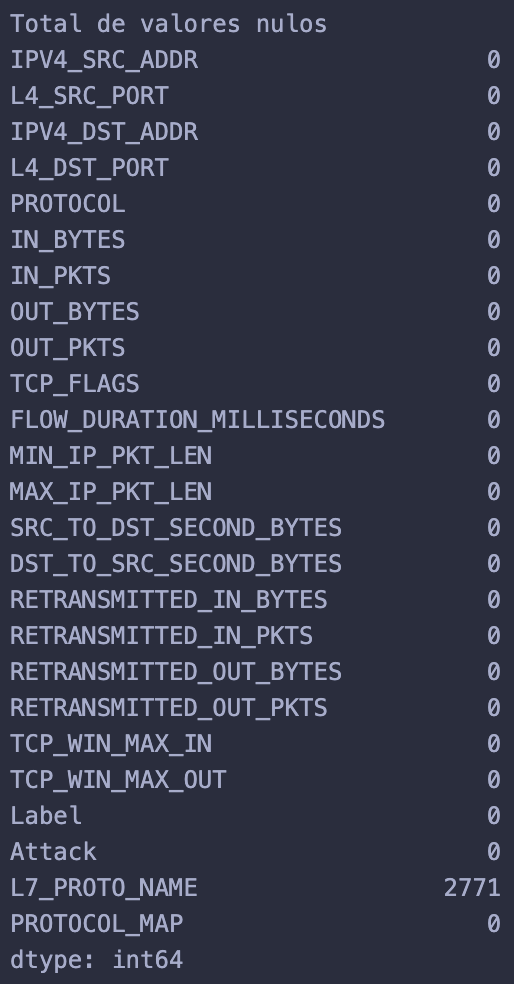 Total de valores nulos
IPV4_SRC_ADDR 0
L4_SRC_PORT 0
IPV4_DST_ADDR 0
L4_DST_PORT 0
PROTOCOL 0
IN_BYTES 0
IN_PKTS 0
OUT_BYTES 0
OUT_PKTS 0
TCP_FLAGS 0
FLOW_DURATION_MILLISECONDS 0
MIN_IP_PKT_LEN 0
MAX_IP_PKT_LEN 0
SRC_TO_DST_SECOND_BYTES 0
DST_TO_SRC_SECOND_BYTES 0
RETRANSMITTED_IN_BYTES 0
RETRANSMITTED_IN_PKTS 0
RETRANSMITTED_OUT_BYTES 0
RETRANSMITTED_OUT_PKTS 0
TCP_WIN_MAX_IN 0
TCP_WIN_MAX_OUT 0
Label 0
Attack 0
L7_PROTO_NAME 2771
PROTOCOL_MAP 0
dtype: int64